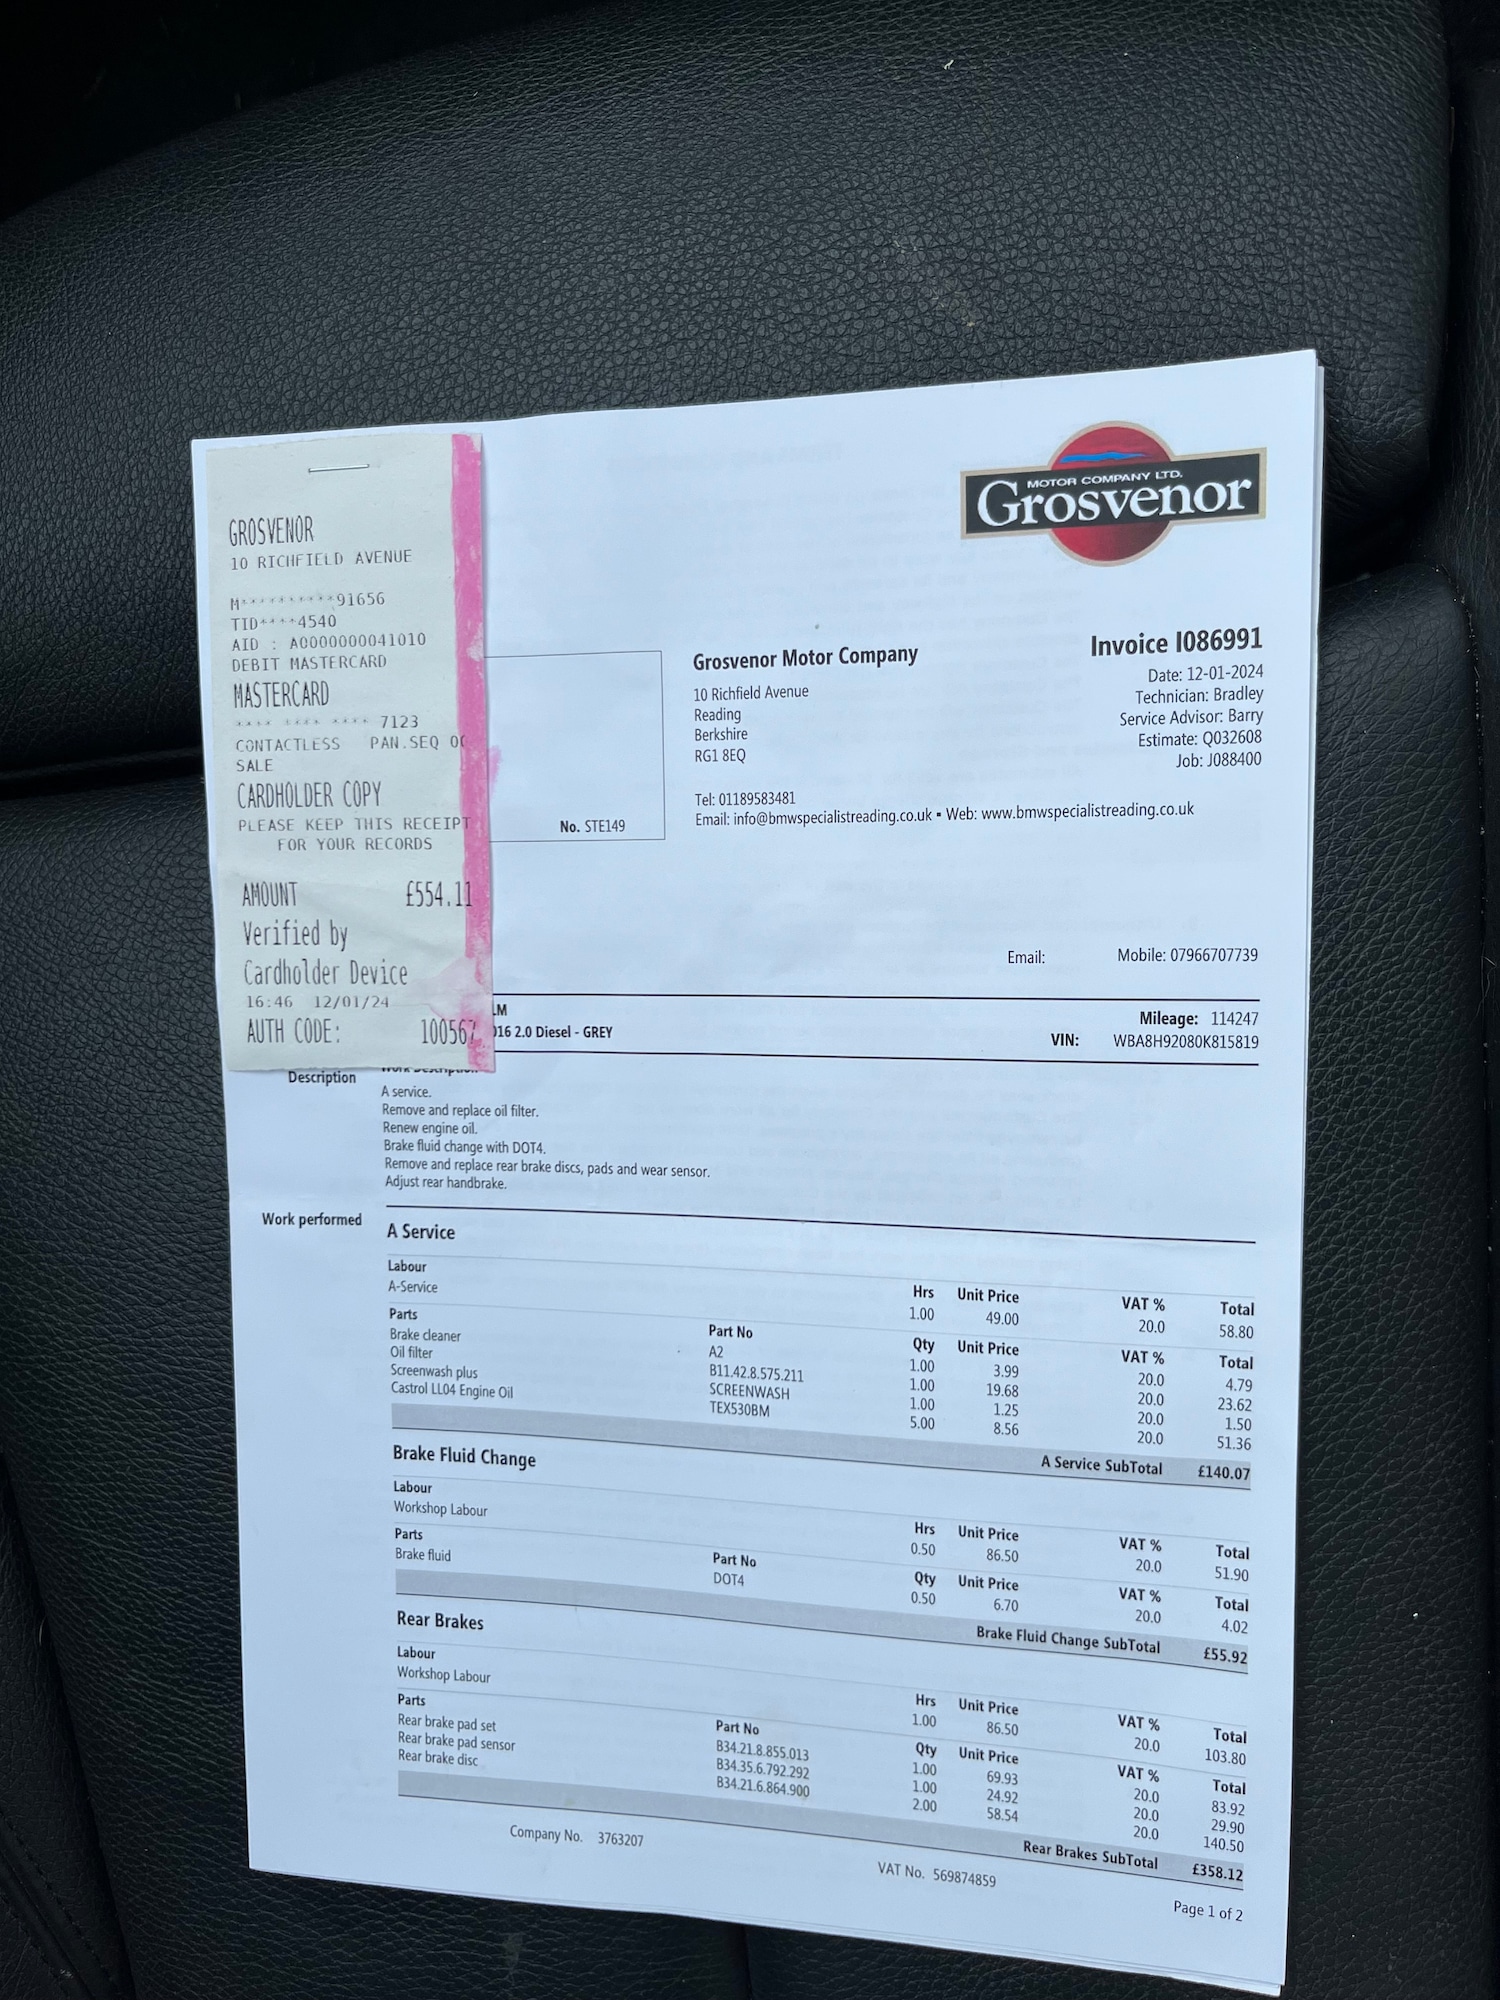 GROSVENOR
10 RICHFIELD AVENUE
M**********91656
TID****4540
AID : A0000000041010
DEBIT MASTERCARD
MASTERCARD
**** **** **** 7123
CONTACTLESS PAN.SEQ
SALE
CARDHOLDER COPY
PLEASE KEEP THIS RECEIPT
FOR YOUR RECORDS
AMOUNT £554.11
Verified by
Cardholder Device
16:46 12/01/24
AUTH CODE: 100567
MOTOR COMPANY LTD.
Grosvenor
No. STE149
Grosvenor Motor Company
10 Richfield Avenue
Reading
Berkshire
RG1 8EQ
Tel: 01189583481
Email: info@bmwspecialistreading.co.uk ▪ Web: www.bmwspecialistreading.co.uk
Invoice I086991
Date: 12-01-2024
Technician: Bradley
Service Advisor: Barry
Estimate: Q032608
Job: J088400
Email: Mobile: 07966707739
LM
016 2.0 Diesel - GREY
Mileage: 114247
VIN: WBA8H92080K815819
Description
Work Description
A service.
Remove and replace oil filter.
Renew engine oil.
Brake fluid change with DOT4.
Remove and replace rear brake discs, pads and wear sensor.
Adjust rear handbrake.
Work performed
A Service
Labour Hrs Unit Price VAT % Total
A-Service 1.00 49.00 20.0 58.80
Parts Part No Qty Unit Price VAT % Total
Brake cleaner A2 1.00 3.99 20.0 4.79
Oil filter B11.42.8.575.211 1.00 19.68 20.0 23.62
Screenwash plus SCREENWASH 1.00 1.25 20.0 1.50
Castrol LL04 Engine Oil TEX530BM 5.00 8.56 20.0 51.36
A Service SubTotal £140.07
Brake Fluid Change
Labour Hrs Unit Price VAT % Total
Workshop Labour 0.50 86.50 20.0 51.90
Parts Part No Qty Unit Price VAT % Total
Brake fluid DOT4 0.50 6.70 20.0 4.02
Brake Fluid Change SubTotal £55.92
Rear Brakes
Labour Hrs Unit Price VAT % Total
Workshop Labour 1.00 86.50 20.0 103.80
Parts Part No Qty Unit Price VAT % Total
Rear brake pad set B34.21.8.855.013 1.00 69.93 20.0 83.92
Rear brake pad sensor B34.35.6.792.292 1.00 24.92 20.0 29.90
Rear brake disc B34.21.6.864.900 2.00 58.54 20.0 140.50
Rear Brakes SubTotal £358.12
Company No. 3763207
VAT No. 569874859
Page 1 of 2